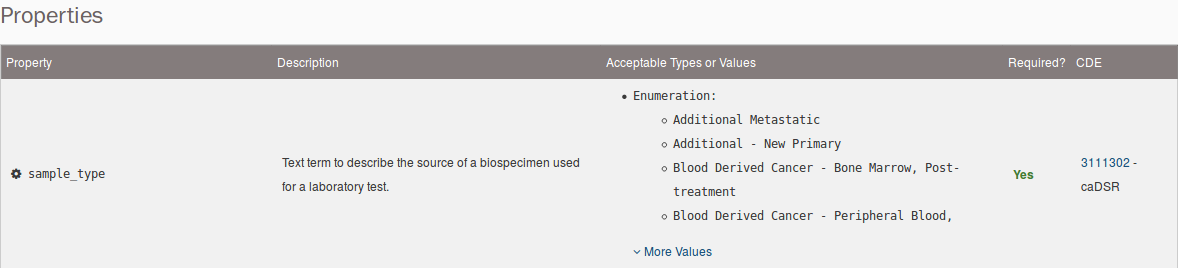 Properties
Property Description Acceptable Types or Values Required? CDE
sample_type
Text term to describe the source of a biospecimen used
for a laboratory test.
Enumeration:
Additional Metastatic
Additional - New Primary
Blood Derived Cancer - Bone Marrow, Post-
treatment
Blood Derived Cancer - Peripheral Blood,
More Values
Yes
3111302 -
caDSR